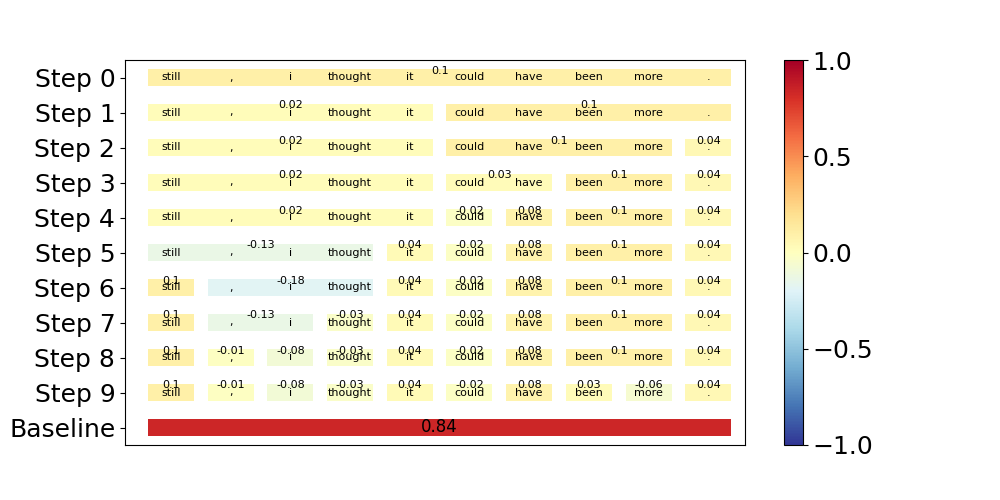 Step 0 still , i thought it 0.1 could have been more .
Step 1 still , 0.02 i thought it could have 0.1 been more .
Step 2 still , 0.02 i thought it could have 0.1 been more 0.04 .
Step 3 still , 0.02 i thought it could 0.03 have been 0.1 more 0.04 .
Step 4 still , 0.02 i thought it -0.02 could 0.08 have been 0.1 more 0.04 .
Step 5 still , -0.13 i thought 0.04 it -0.02 could 0.08 have been 0.1 more 0.04 .
Step 6 0.1 still , -0.18 i thought 0.04 it -0.02 could 0.08 have been 0.1 more 0.04 .
Step 7 0.1 still , -0.13 i -0.03 thought 0.04 it -0.02 could 0.08 have been 0.1 more 0.04 .
Step 8 0.1 still -0.01 , -0.08 i -0.03 thought 0.04 it -0.02 could 0.08 have been 0.1 more 0.04 .
Step 9 0.1 still -0.01 , -0.08 i -0.03 thought 0.04 it -0.02 could 0.08 have 0.03 been -0.06 more 0.04 .
Baseline 0.84
1.0
0.5
0.0
−0.5
−1.0